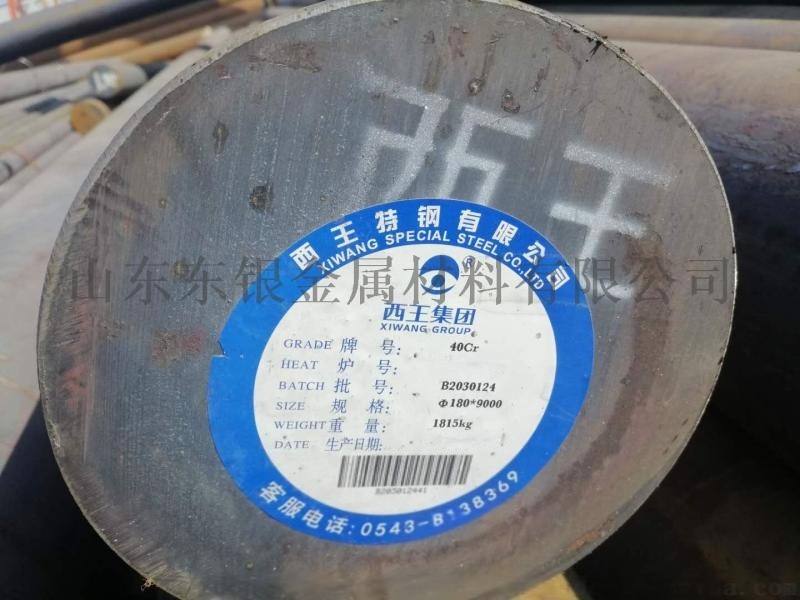 西王
西王特钢有限公司
XIWANG SPECIAL STEEL CO.,LTD
®
山东东银金属材料有限公司
西王集团
XIWANG GROUP
GRADE 牌 号: 40Cr
HEAT 炉 号:
BATCH 批 号: B2030124
SIZE 规 格: Φ180*9000
WEIGHT 重 量: 1815kg
DATE 生产日期:
B203012441
客服电话: 0543-8138369